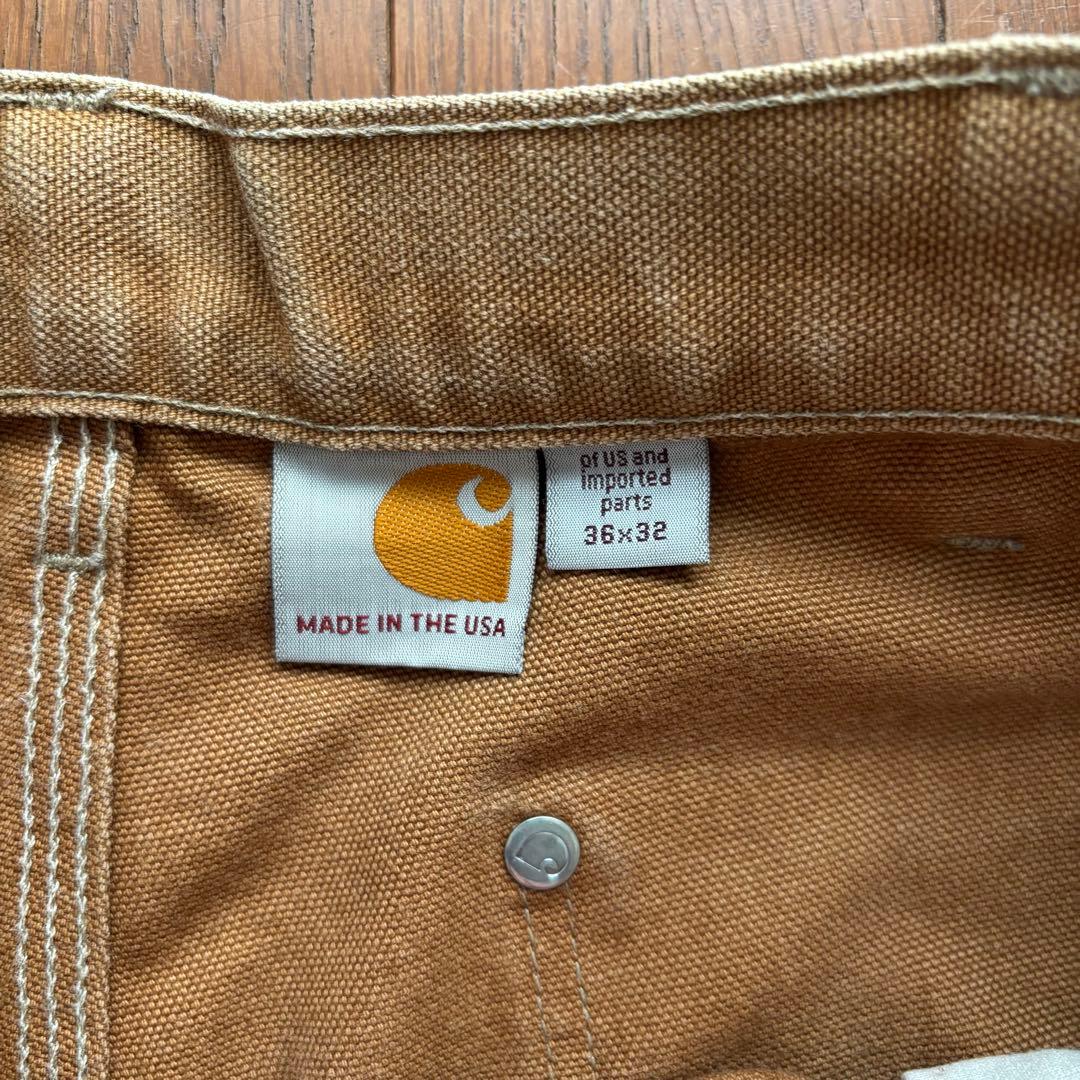 MADE IN THE USA
of US and
imported
parts
36x32